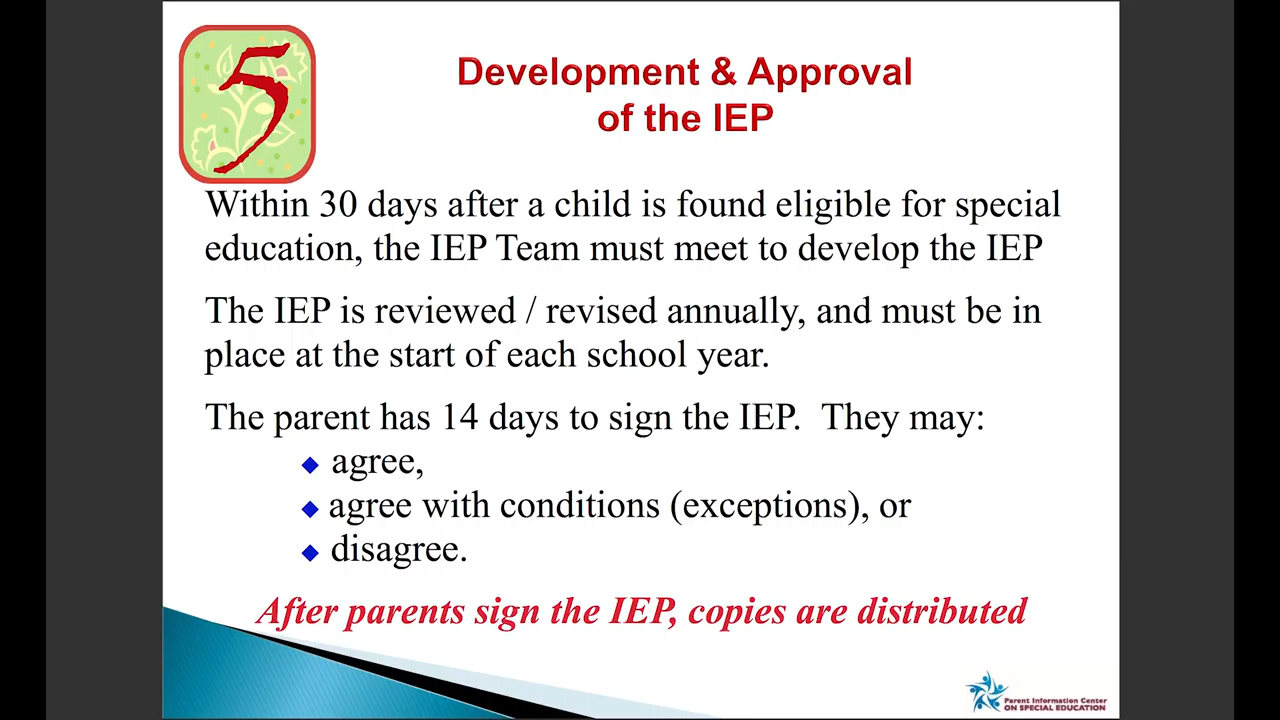 5
Development & Approval
of the IEP
Within 30 days after a child is found eligible for special
education, the IEP Team must meet to develop the IEP
The IEP is reviewed / revised annually, and must be in
place at the start of each school year.
The parent has 14 days to sign the IEP.  They may:
agree,
agree with conditions (exceptions), or
disagree.
After parents sign the IEP, copies are distributed
Parent Information Center
ON SPECIAL EDUCATION